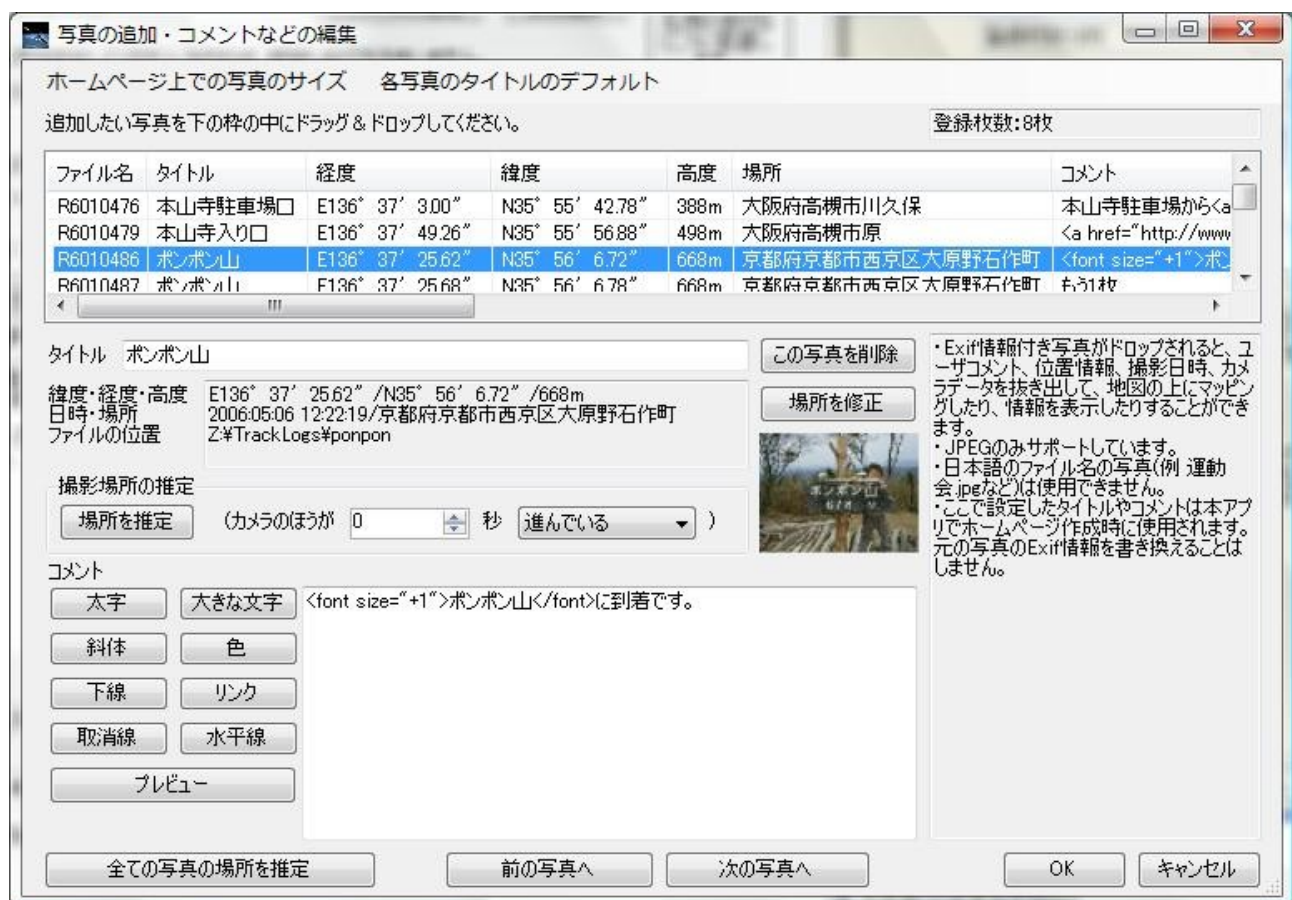 写真の追加・コメントなどの編集
ホームページ上での写真のサイズ 各写真のタイトルのデフォルト
追加したい写真を下の枠の中にドラッグ&ドロップしてください。 登録枚数:8枚
ファイル名 タイトル 経度 緯度 高度 場所 コメント
R6010476 本山寺駐車場口 E136° 37′ 3.00″ N35° 55′ 42.78″ 388m 大阪府高槻市川久保 本山寺駐車場から<a
R6010479 本山寺入り口 E136° 37′ 49.26″ N35° 55′ 56.88″ 498m 大阪府高槻市原 <a href="http://www
R6010486 ポンポン山 E136° 37′ 25.62″ N35° 56′ 6.72″ 668m 京都府京都市西京区大原野石作町 <font size="+1">ポ
R6010487 ポンポン山 E136° 37′ 25.68″ N35° 56′ 6.78″ 668m 京都府京都市西京区大原野石作町 もう1枚
タイトル ポンポン山 この写真を削除
緯度・経度・高度 E136° 37′ 25.62″ /N35° 56′ 6.72″ /668m
日時・場所 2006:05:06 12:22:19/京都府京都市西京区大原野石作町
ファイルの位置 Z:¥TrackLogs¥ponpon
場所を修正
ポンポン山
撮影場所の推定
場所を推定 (カメラのほうが 0 秒 進んでいる )
・Exif情報付き写真がドロップされると、ユ
ーザコメント、位置情報、撮影日時、カメ
ラデータを抜き出して、地図の上にマッピン
グしたり、情報を表示したりすることができ
ます。
・JPEGのみサポートしています。
・日本語のファイル名の写真(例 運動
会.jpgなど)は使用できません。
・ここで設定したタイトルやコメントは本アプ
リでホームページ作成時に使用されます。
元の写真のExif情報を書き換えることは
しません。
コメント
太字 大きな文字 <font size="+1">ポンポン山</font>に到着です。
斜体 色
下線 リンク
取消線 水平線
プレビュー
全ての写真の場所を推定 前の写真へ 次の写真へ OK キャンセル